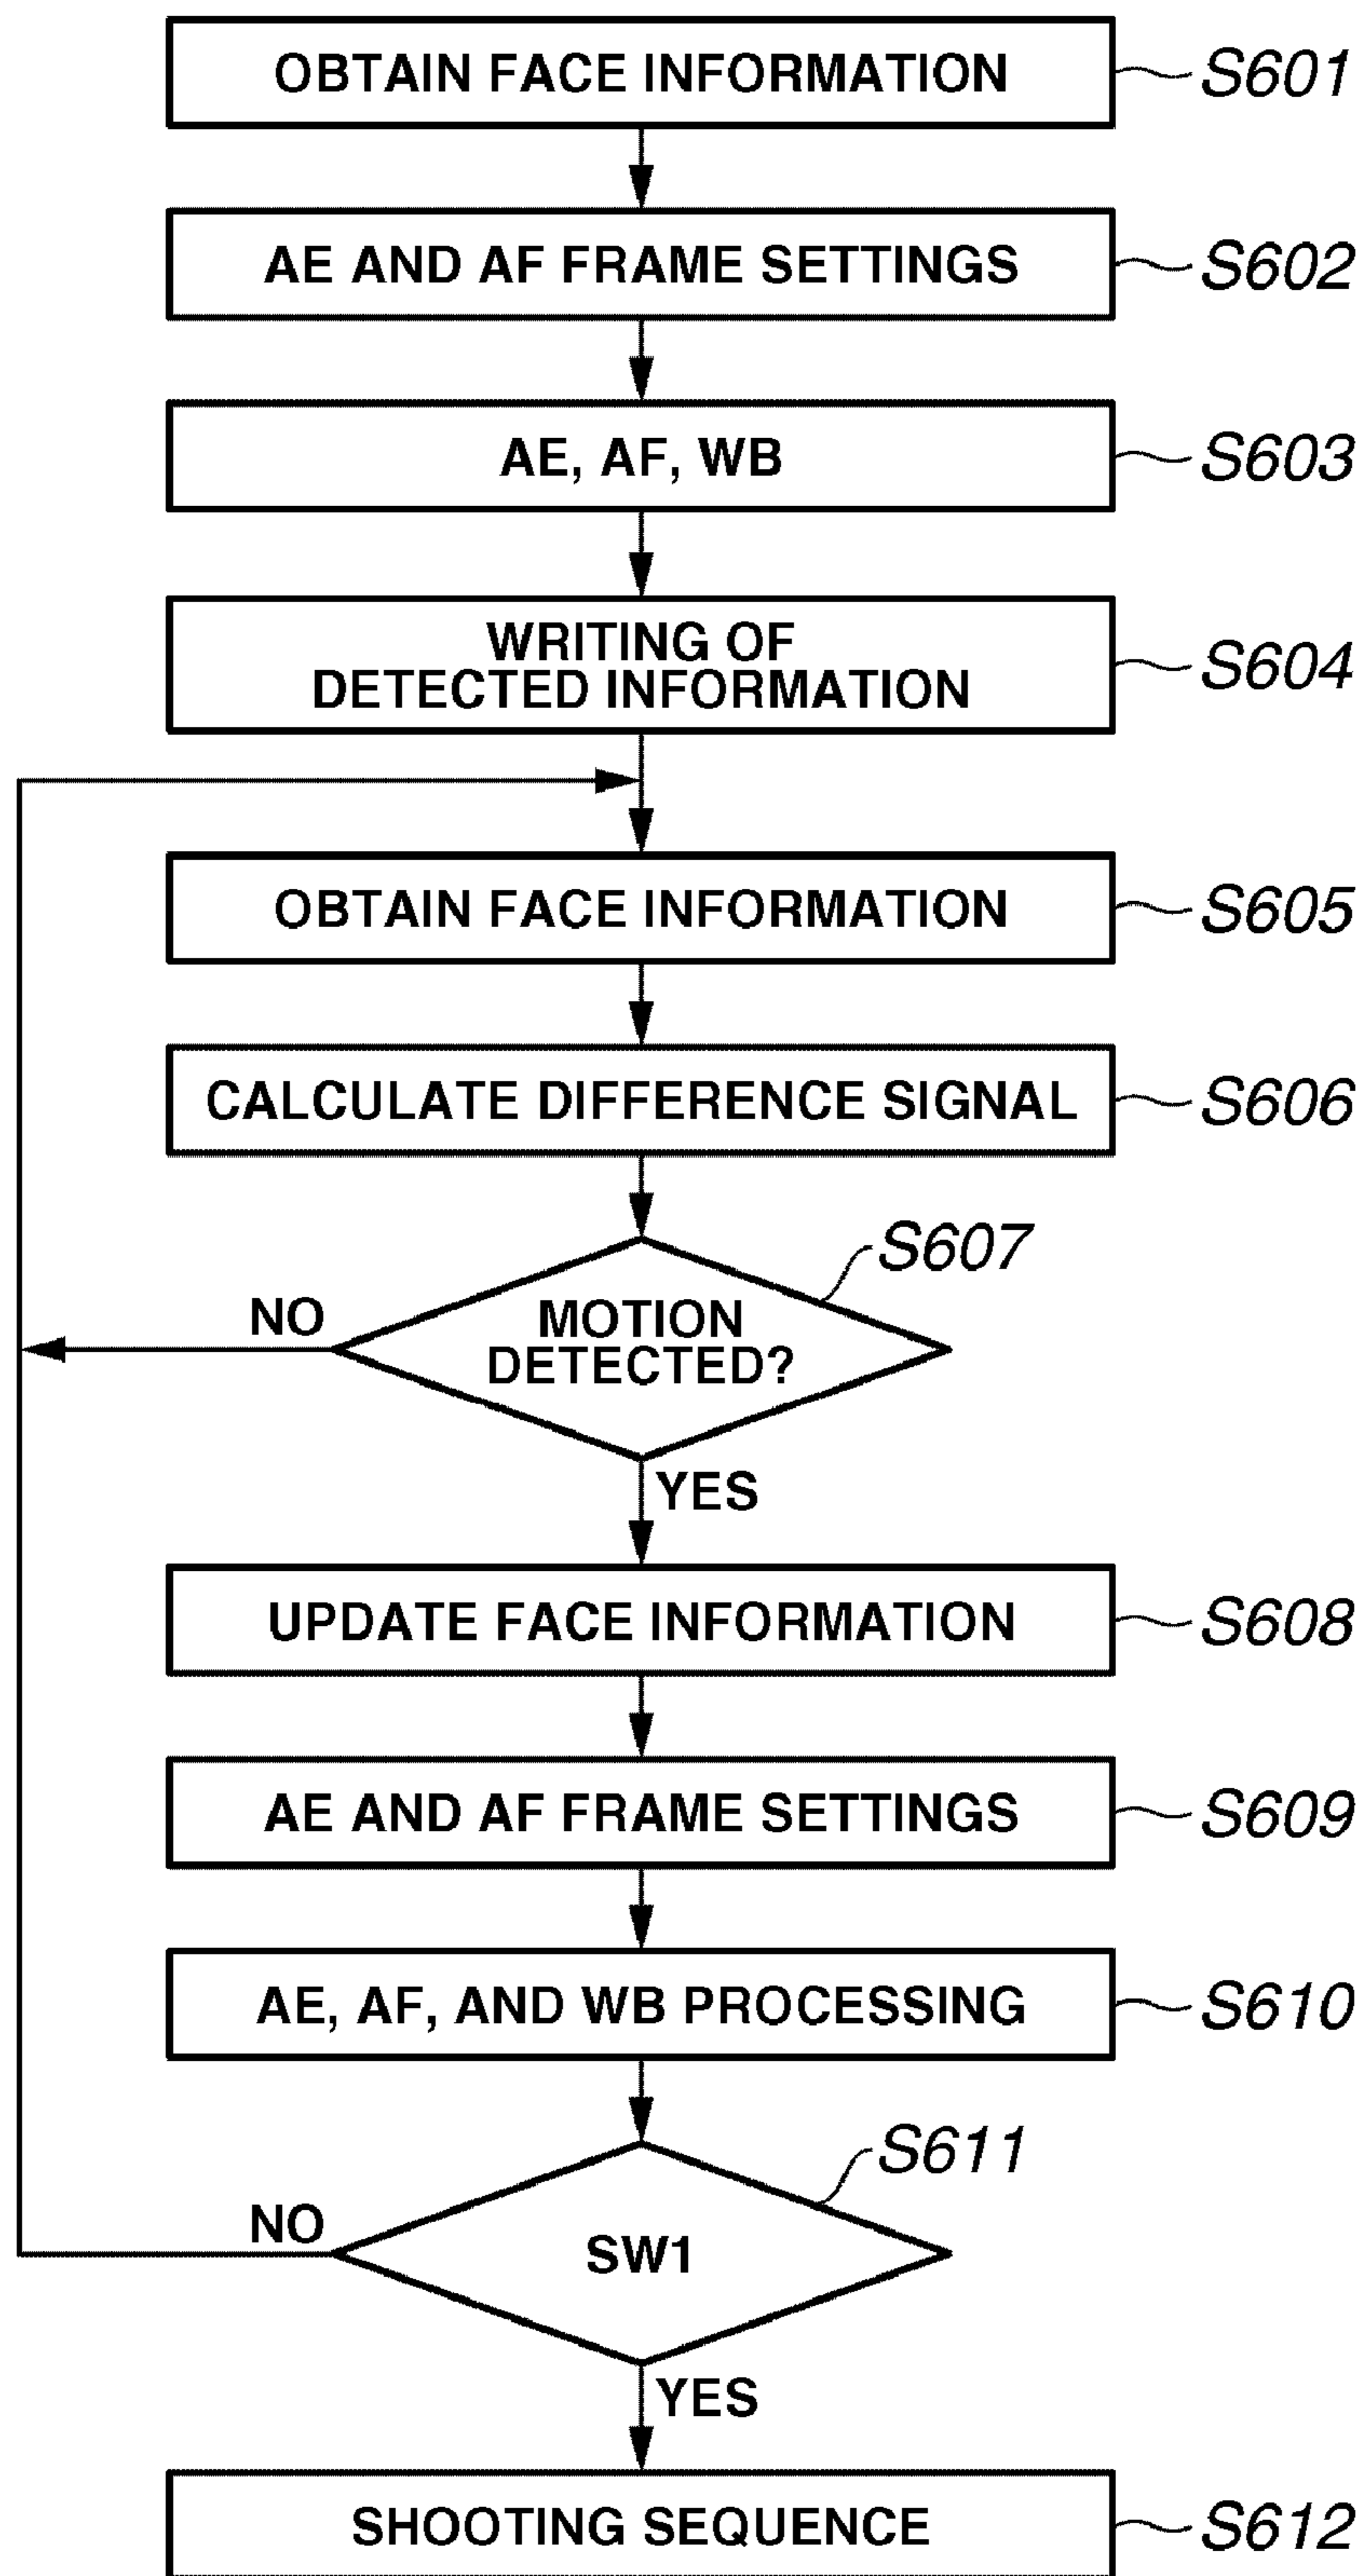 OBTAIN FACE INFORMATION
S601
AE AND AF FRAME SETTINGS
S602
AE, AF, WB
S603
WRITING OF
DETECTED INFORMATION
S604
OBTAIN FACE INFORMATION
S605
CALCULATE DIFFERENCE SIGNAL
S606
S607
MOTION
DETECTED?
NO
YES
UPDATE FACE INFORMATION
S608
AE AND AF FRAME SETTINGS
S609
AE, AF, AND WB PROCESSING
S610
S611
SW1
NO
YES
SHOOTING SEQUENCE
S612